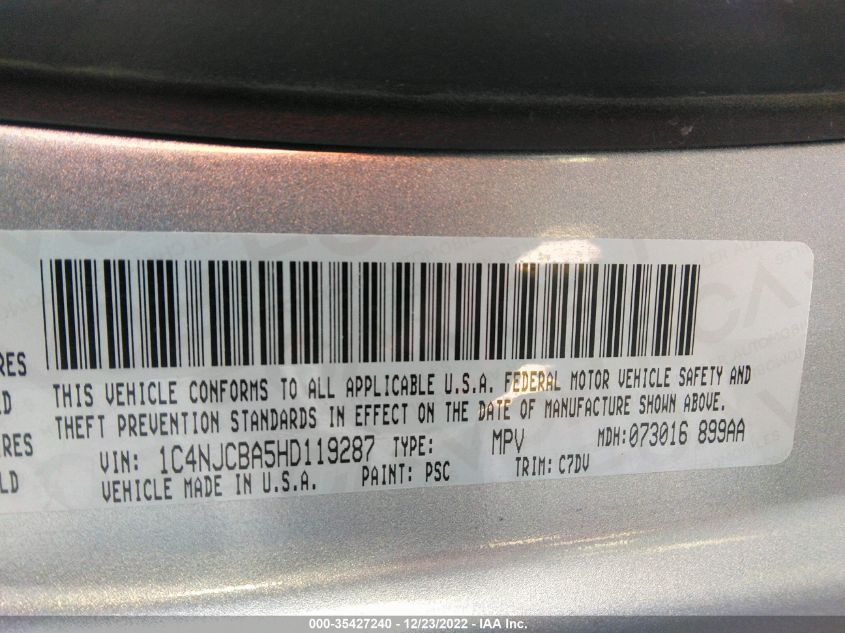 RES
THIS VEHICLE CONFORMS TO ALL APPLICABLE U.S.A. FEDERAL MOTOR VEHICLE SAFETY AND
D
THEFT PREVENTION STANDARDS IN EFFECT ON THE DATE OF MANUFACTURE SHOWN ABOVE.
RES
VIN: 1C4NJCBA5HD119287 TYPE: MPV MDH:073016 899AA
LD
VEHICLE MADE IN U.S.A. PAINT: PSC TRIM: C7DV
000-35427240 - 12/23/2022 - IAA Inc.